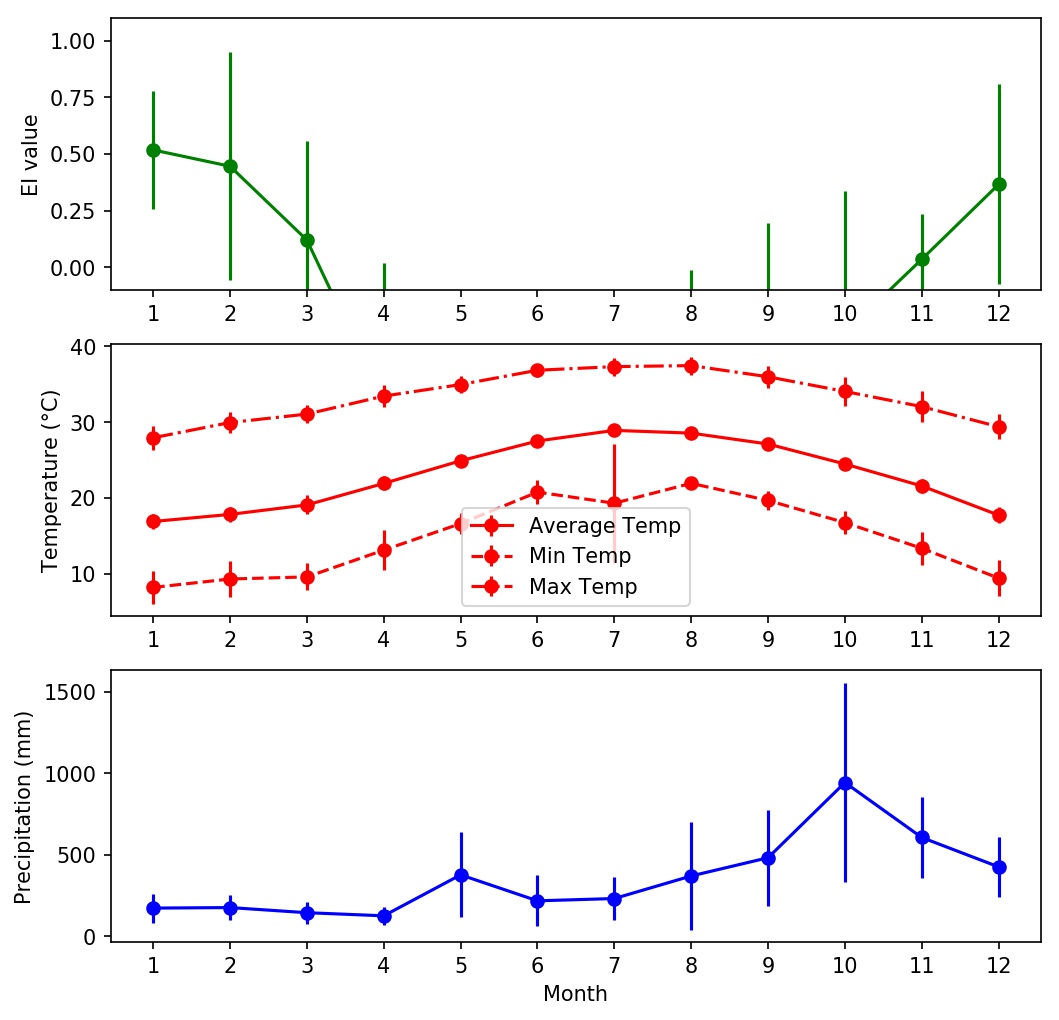 EI value
1.00
0.75
0.50
0.25
0.00
1 2 3 4 5 6 7 8 9 10 11 12
Temperature (°C)
40
30
20
10
Average Temp
Min Temp
Max Temp
1 2 3 4 5 6 7 8 9 10 11 12
Precipitation (mm)
1500
1000
500
0
1 2 3 4 5 6 7 8 9 10 11 12
Month